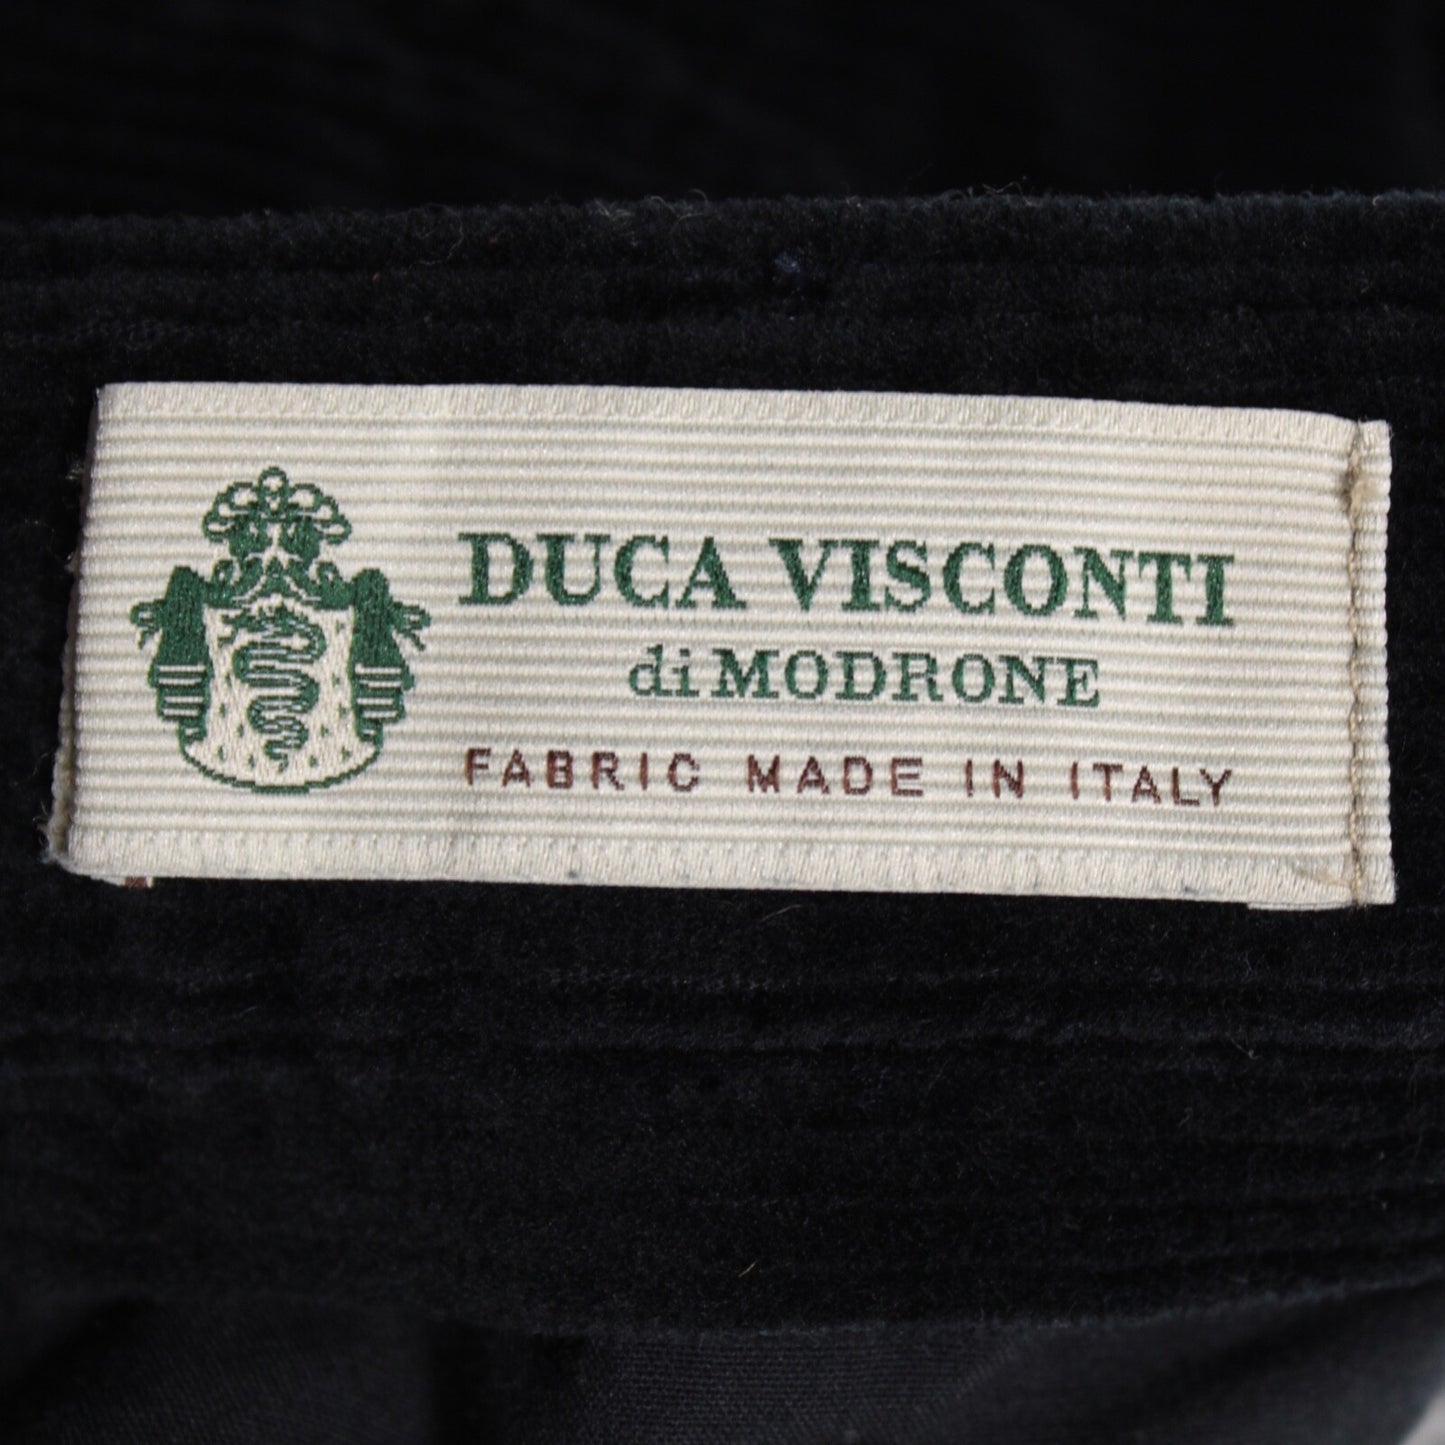 DUCA VISCONTI
di MODRONE
FABRIC MADE IN ITALY